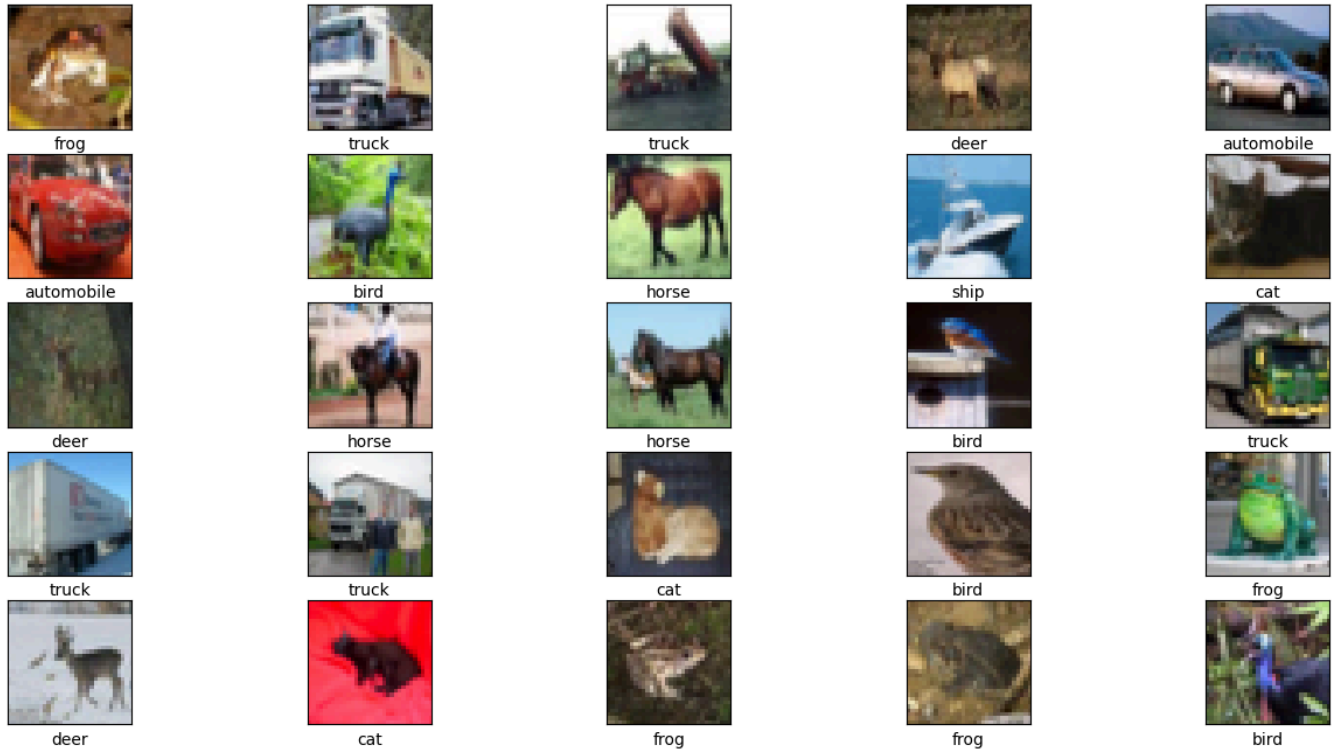 frog
truck
truck
deer
automobile
automobile
bird
horse
ship
cat
deer
horse
horse
bird
truck
truck
truck
cat
bird
frog
deer
cat
frog
frog
bird